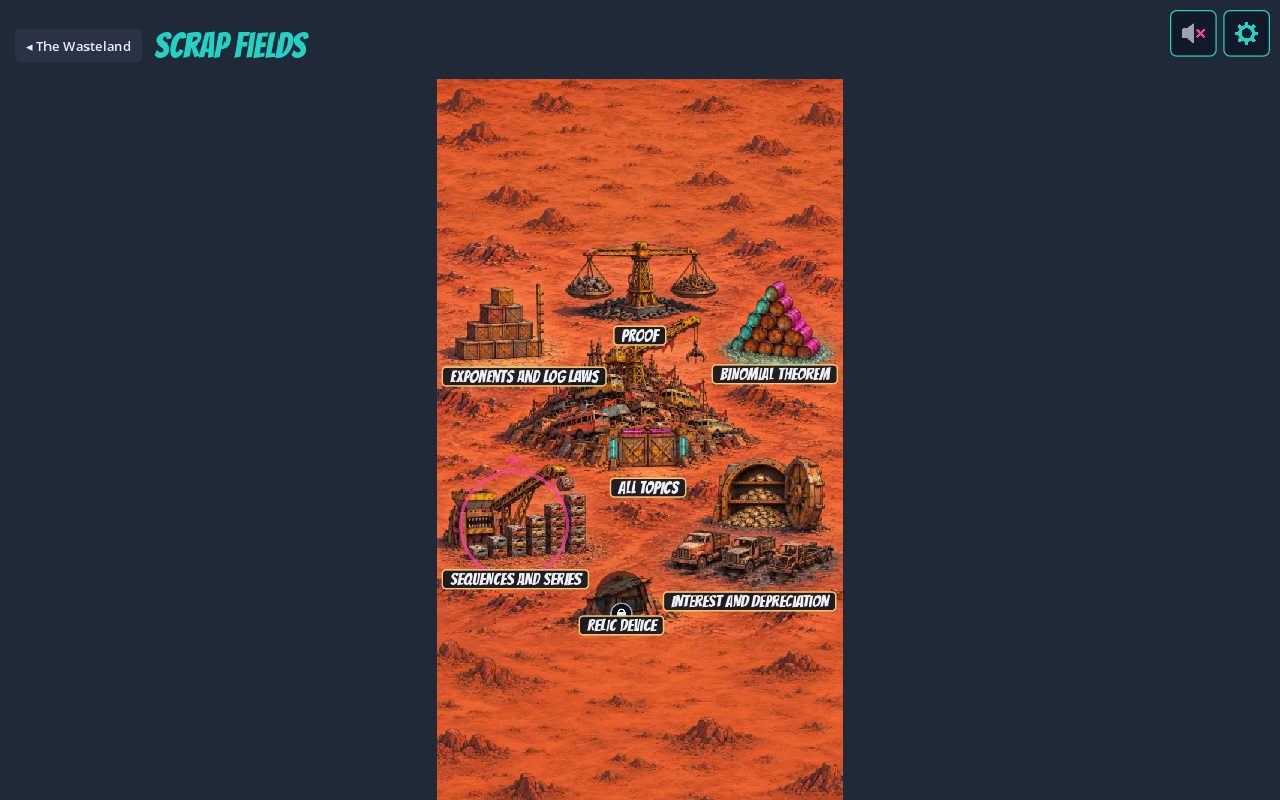 ◂ The Wasteland
SCRAP FIELDS
PROOF
EXPONENTS AND LOG LAWS
BINOMIAL THEOREM
ALL TOPICS
SEQUENCES AND SERIES
INTEREST AND DEPRECIATION
RELIC DEVICE